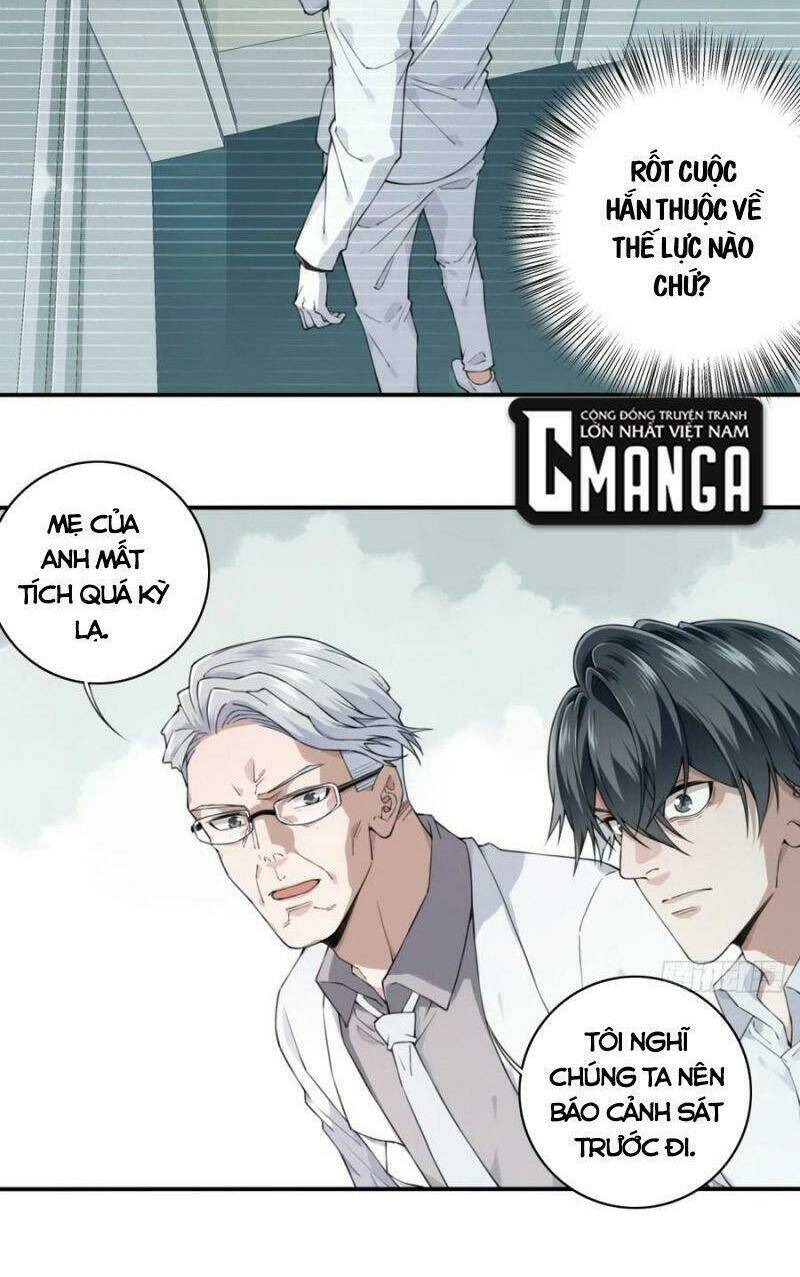 RỐT CUỘC
HẮN THUỘC VỀ
THẾ LỰC NÀO
CHỨ?
CỘNG ĐỒNG TRUYỆN TRANH
LỚN NHẤT VIỆT NAM
CMANGA
MẸ CỦA
ANH MẤT
TÍCH QUÁ KỲ
LẠ.
TÔI NGHĨ
CHÚNG TA NÊN
BÁO CẢNH SÁT
TRƯỚC ĐI.